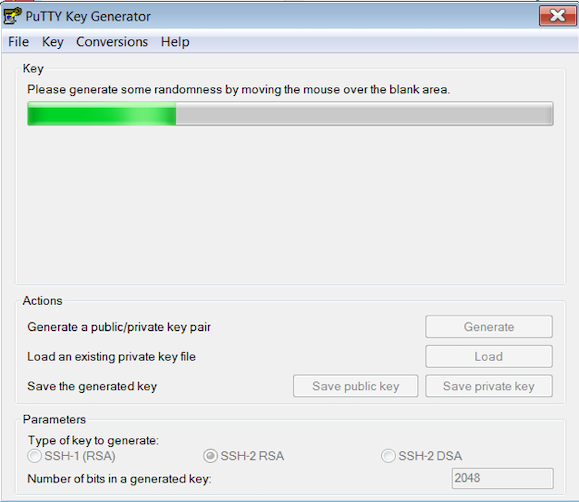 PuTTY Key Generator
File Key Conversions Help
Key
Please generate some randomness by moving the mouse over the blank area.
Actions
Generate a public/private key pair
Generate
Load an existing private key file
Load
Save the generated key
Save public key
Save private key
Parameters
Type of key to generate:
SSH-1 (RSA)
SSH-2 RSA
SSH-2 DSA
Number of bits in a generated key:
2048